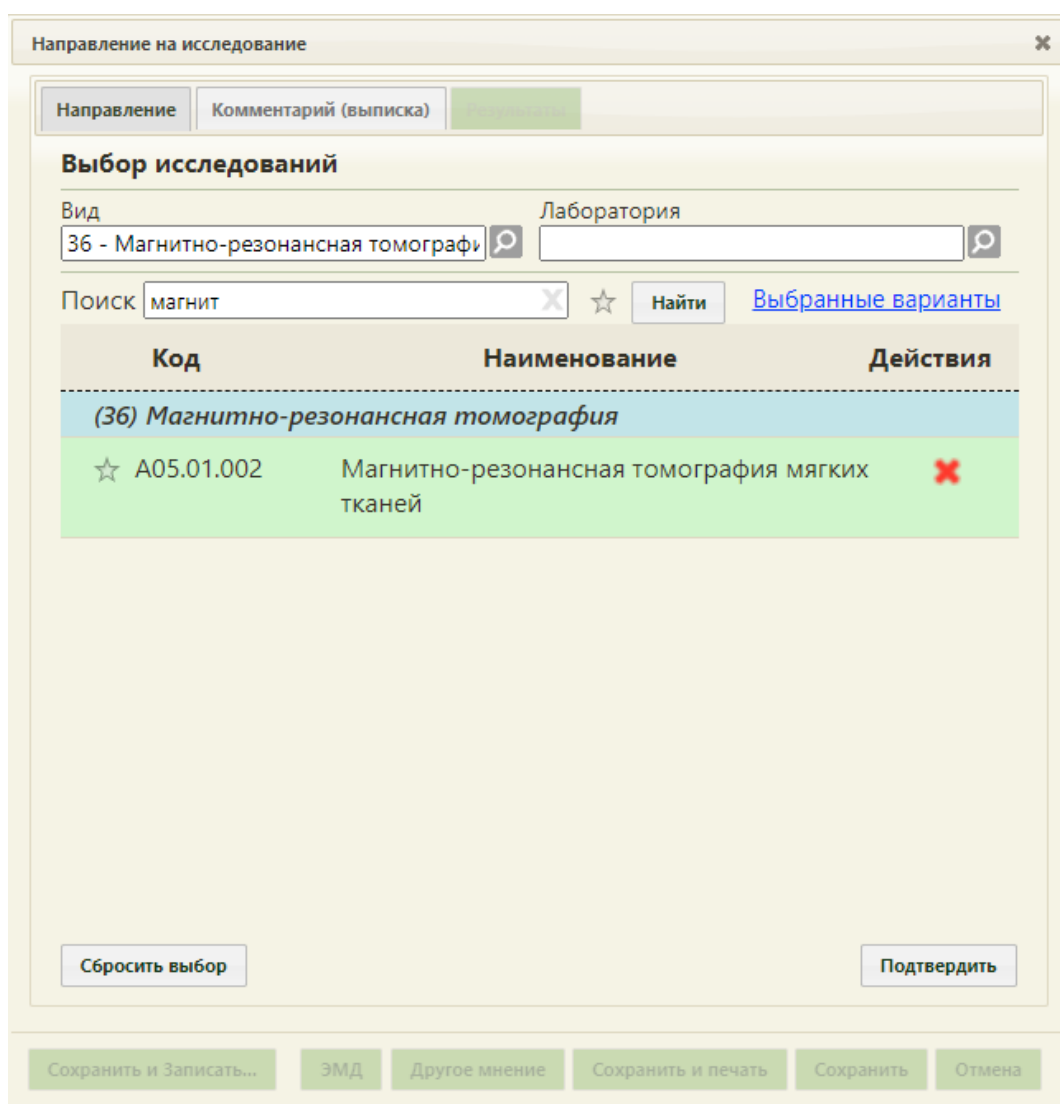 Направление на исследование
Направление Комментарий (выписка) Результаты
Выбор исследований
Вид Лаборатория
36 - Магнитно-резонансная томографи
Поиск магнит X Найти Выбранные варианты
Код Наименование Действия
(36) Магнитно-резонансная томография
A05.01.002 Магнитно-резонансная томография мягких
тканей
Сбросить выбор Подтвердить
Сохранить и Записать... ЭМД Другое мнение Сохранить и печать Сохранить Отмена